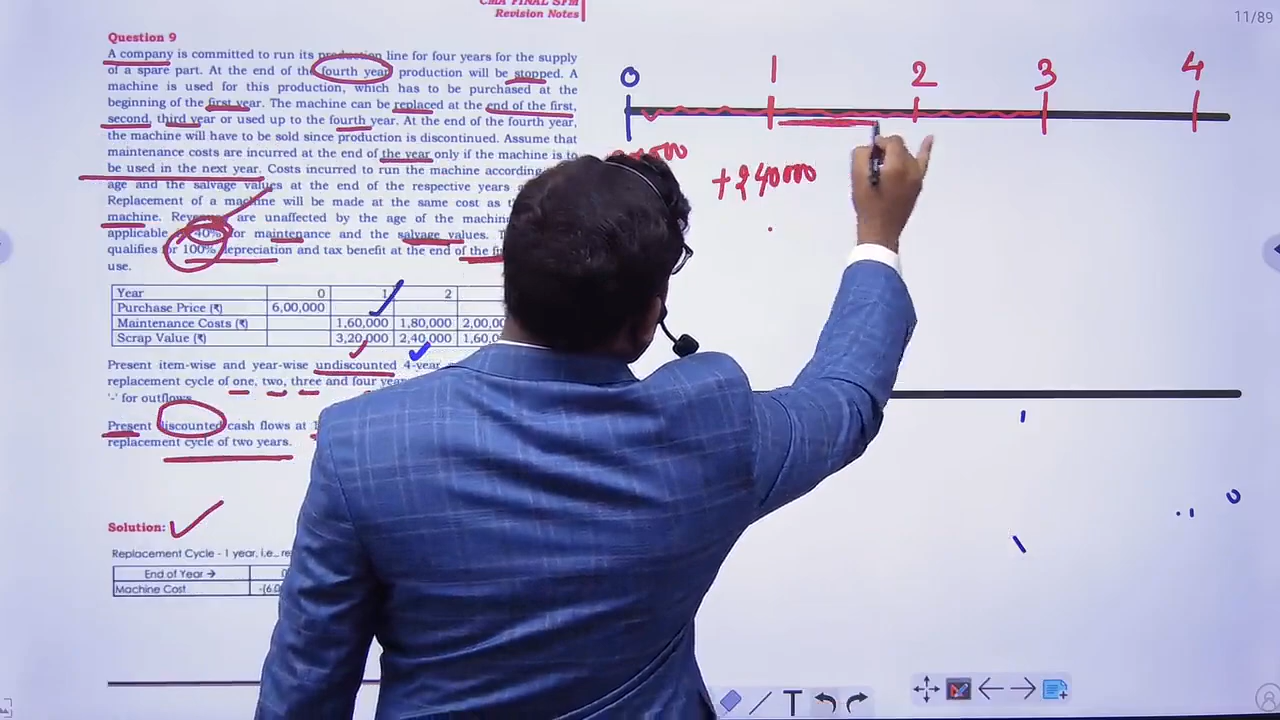 CMA FINAL SFM
Revision Notes
11/89
Question 9
A company is committed to run its production line for four years for the supply
of a spare part. At the end of the fourth year production will be stopped. A
machine is used for this production, which has to be purchased at the
beginning of the first year. The machine can be replaced at the end of the first,
second, third year or used up to the fourth year. At the end of the fourth year,
the machine will have to be sold since production is discontinued. Assume that
maintenance costs are incurred at the end of the year only if the machine is to
be used in the next year. Costs incurred to run the machine according
age and the salvage values at the end of the respective years
Replacement of a machine will be made at the same cost as
machine. are unaffected by the age of the machine
applicable 40% for maintenance and the salvage values.
qualifies for 100% depreciation and tax benefit at the end of the
use.
Year 0 1 2
Purchase Price (₹) 6,00,000
Maintenance Costs (₹) 1,60,000 1,80,000
Scrap Value (₹) 3,20,000 2,40,000
Present item-wise and year-wise undiscounted 4-year
replacement cycle of one, two, three and four
'-' for outflows.
Present discounted cash flows at
replacement cycle of two years.
Solution:
Replacement Cycle - 1 year, i.e.,
End of Year →
Machine Cost
0 1 2 3 4
+240000
T